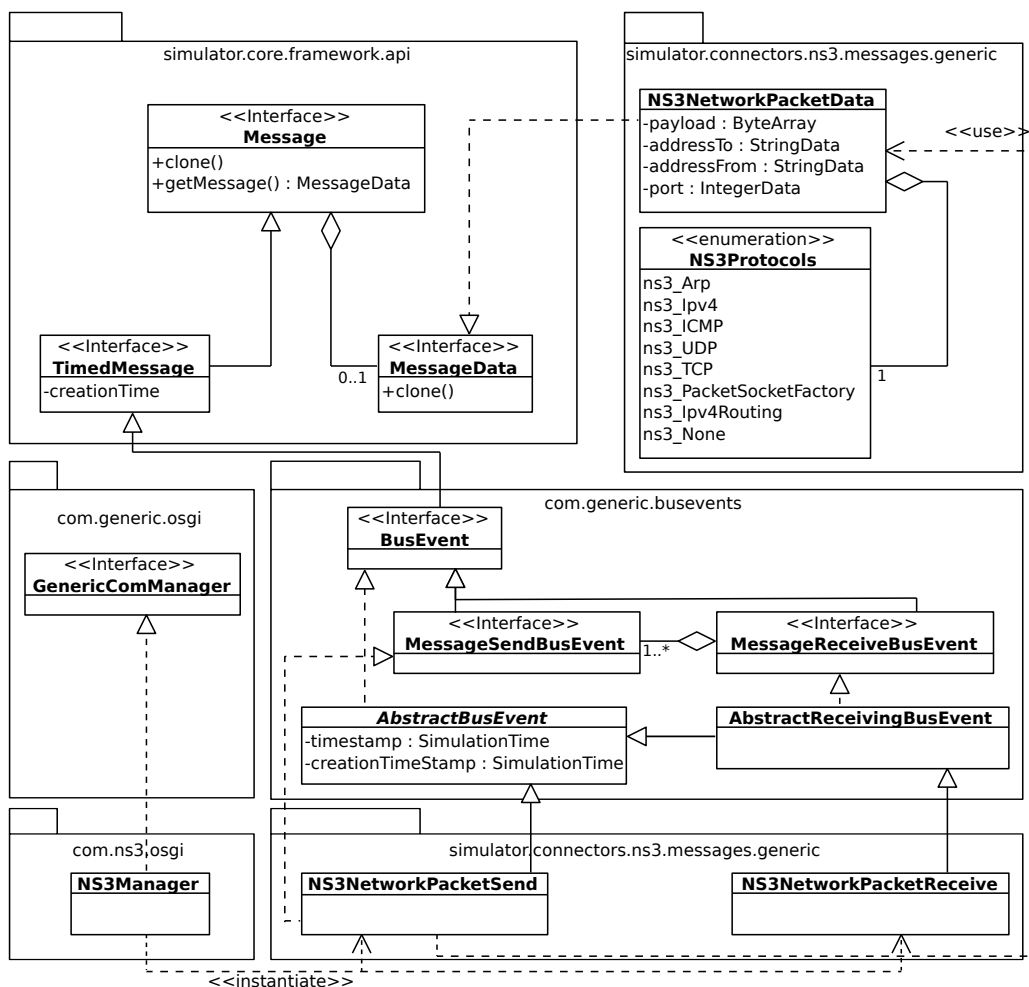 simulator.core.framework.api
<<Interface>>
Message
+clone()
+getMessage() : MessageData
<<Interface>>
TimedMessage
-creationTime
0..1
<<Interface>>
MessageData
+clone()
simulator.connectors.ns3.messages.generic
NS3NetworkPacketData
-payload : ByteArray
-addressTo : StringData
-addressFrom : StringData
-port : IntegerData
<<use>>
<<enumeration>>
NS3Protocols
ns3_Arp
ns3_Ipv4
ns3_ICMP
ns3_UDP
ns3_TCP
ns3_PacketSocketFactory
ns3_Ipv4Routing
ns3_None
1
com.generic.osgi
<<Interface>>
GenericComManager
com.generic.busevents
<<Interface>>
BusEvent
<<Interface>>
MessageSendBusEvent
1..*
<<Interface>>
MessageReceiveBusEvent
AbstractBusEvent
-timestamp : SimulationTime
-creationTimeStamp : SimulationTime
AbstractReceivingBusEvent
com.ns3.osgi
NS3Manager
simulator.connectors.ns3.messages.generic
NS3NetworkPacketSend
NS3NetworkPacketReceive
<<instantiate>>